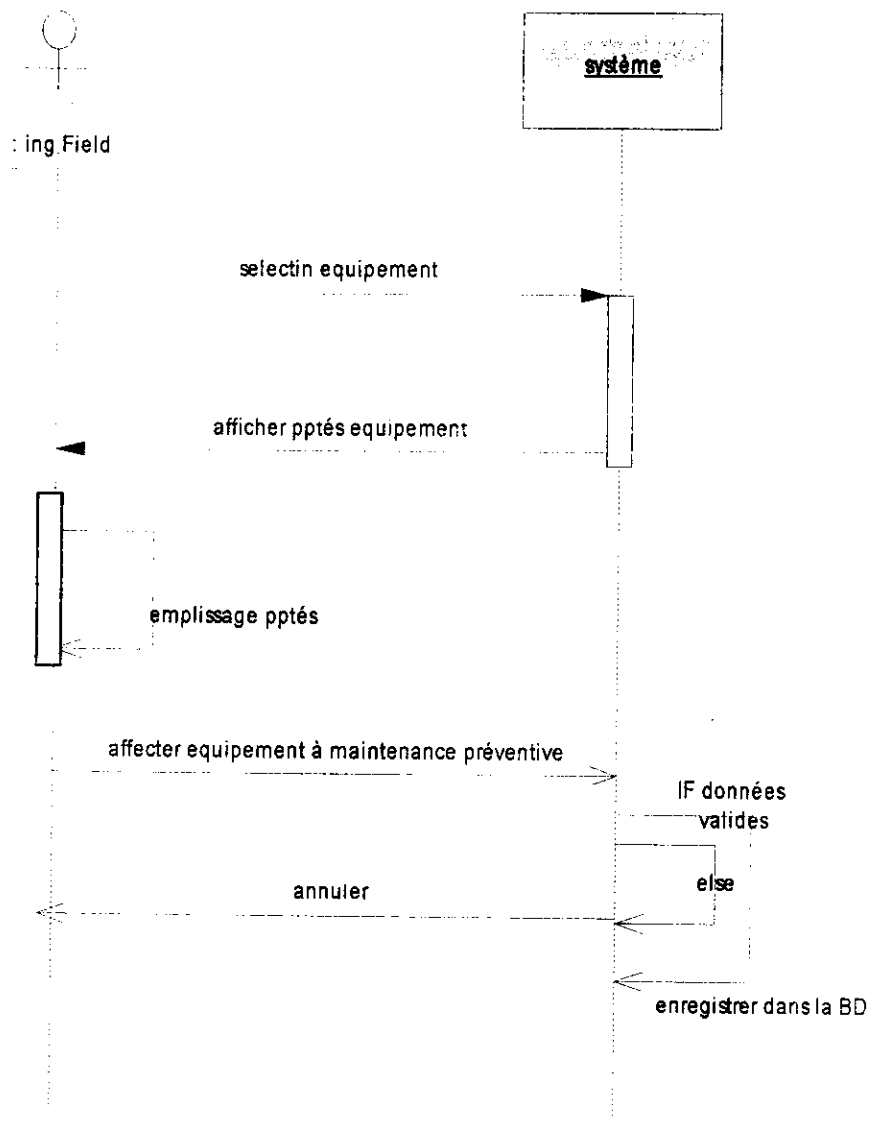 système
: ing Field
selectin equipement
afficher pptés equipement
emplissage pptés
affecter equipement à maintenance préventive
IF données
valides
else
annuler
enregistrer dans la BD